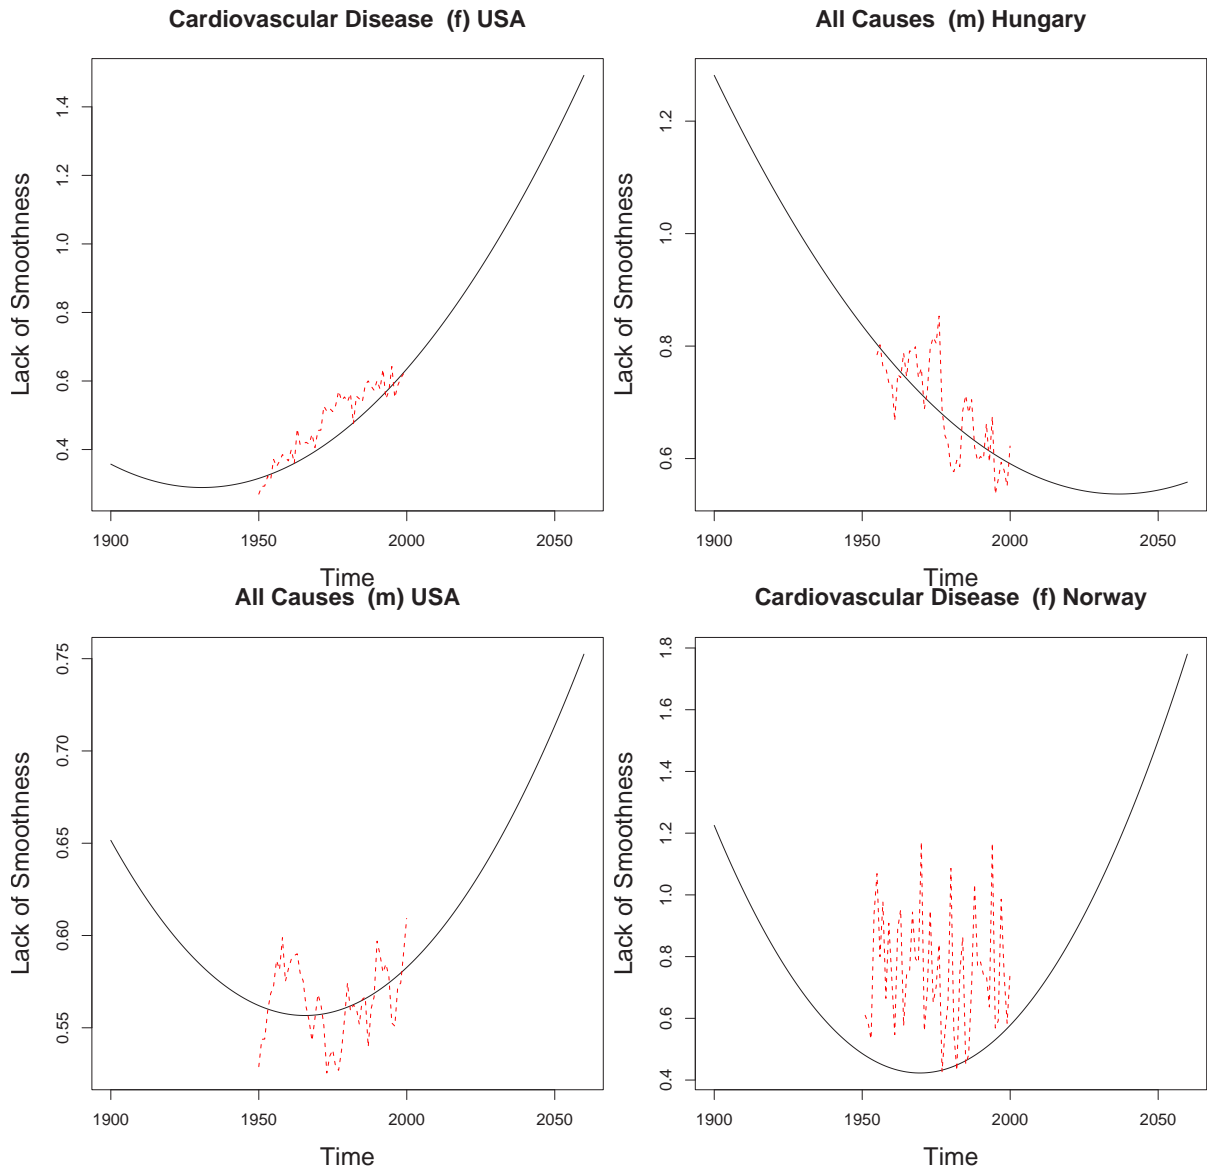 Cardiovascular Disease (f) USA
Lack of Smoothness
0.4 0.6 0.8 1.0 1.2 1.4
1900 1950 2000 2050
Time
All Causes (m) Hungary
Lack of Smoothness
0.6 0.8 1.0 1.2
1900 1950 2000 2050
Time
All Causes (m) USA
Lack of Smoothness
0.55 0.60 0.65 0.70 0.75
1900 1950 2000 2050
Time
Cardiovascular Disease (f) Norway
Lack of Smoothness
0.4 0.6 0.8 1.0 1.2 1.4 1.6 1.8
1900 1950 2000 2050
Time